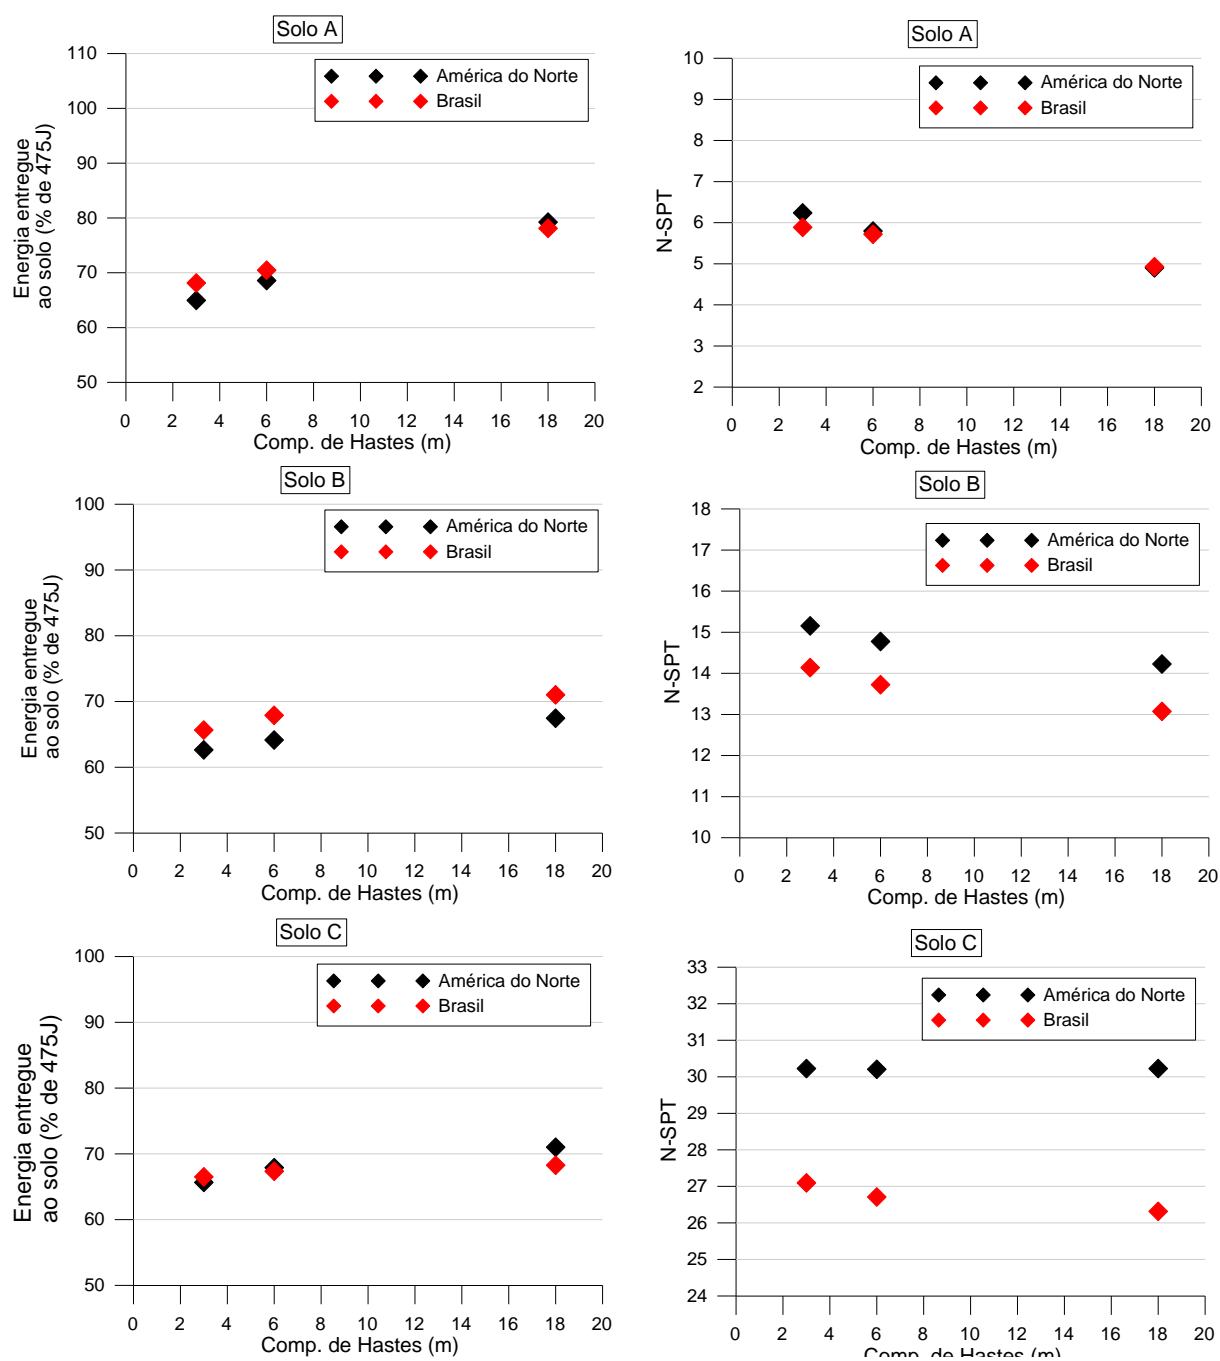 Solo A
110
100
90
80
70
60
50
0 2 4 6 8 10 12 14 16 18 20
Comp. de Hastes (m)
Energia entregue
ao solo (% de 475J)
América do Norte
Brasil
Solo A
10
9
8
7
6
5
4
3
2
0 2 4 6 8 10 12 14 16 18 20
Comp. de Hastes (m)
N-SPT
América do Norte
Brasil
Solo B
100
90
80
70
60
50
0 2 4 6 8 10 12 14 16 18 20
Comp. de Hastes (m)
Energia entregue
ao solo (% de 475J)
América do Norte
Brasil
Solo B
18
17
16
15
14
13
12
11
10
0 2 4 6 8 10 12 14 16 18 20
Comp. de Hastes (m)
N-SPT
América do Norte
Brasil
Solo C
100
90
80
70
60
50
0 2 4 6 8 10 12 14 16 18 20
Comp. de Hastes (m)
Energia entregue
ao solo (% de 475J)
América do Norte
Brasil
Solo C
33
32
31
30
29
28
27
26
25
24
0 2 4 6 8 10 12 14 16 18 20
Comp. de Hastes (m)
N-SPT
América do Norte
Brasil